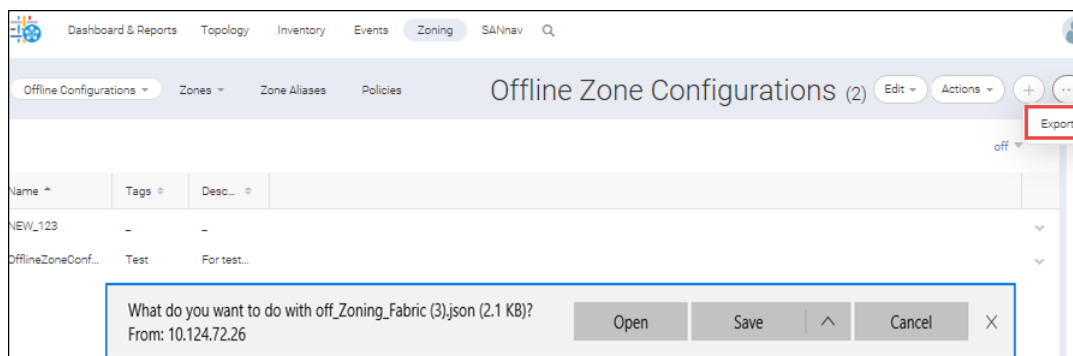 Dashboard & Reports Topology Inventory Events Zoning SANnav
Offline Configurations Zones Zone Aliases Policies Offline Zone Configurations (2) Edit Actions + ...
Export
off
Name Tags Desc...
NEW_123 _ _
OfflineZoneConf... Test For test...
What do you want to do with off_Zoning_Fabric (3).json (2.1 KB)?
From: 10.124.72.26
Open Save Cancel X